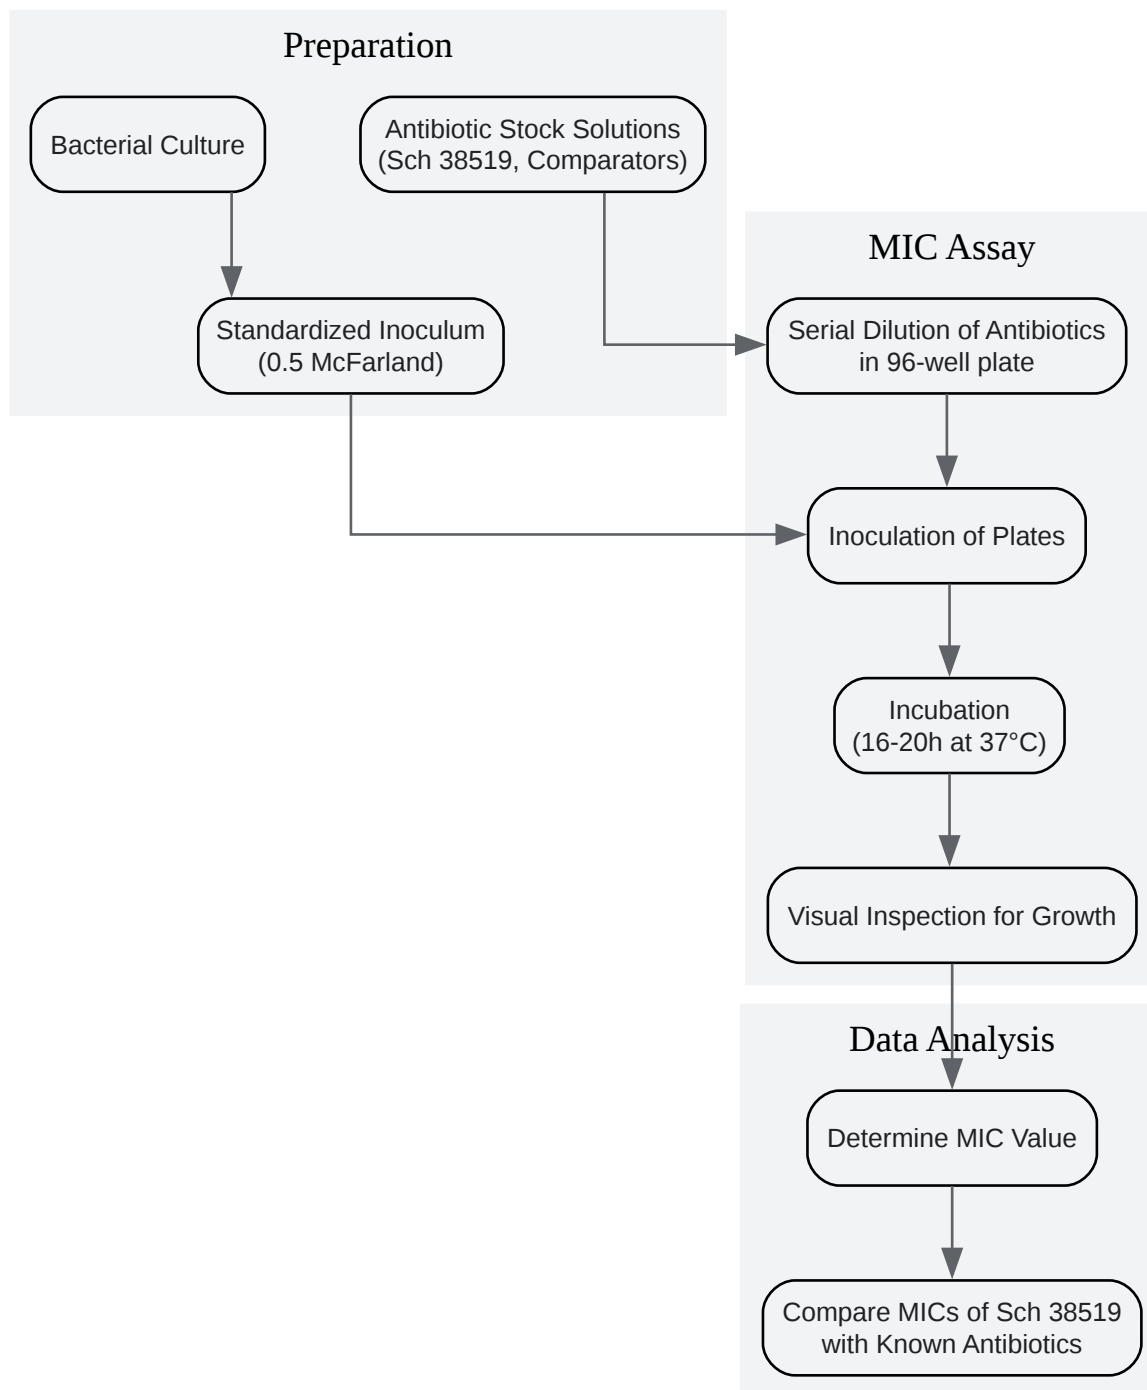 Preparation
Bacterial Culture
Antibiotic Stock Solutions
(Sch 38519, Comparators)
Standardized Inoculum
(0.5 McFarland)
MIC Assay
Serial Dilution of Antibiotics
in 96-well plate
Inoculation of Plates
Incubation
(16-20h at 37°C)
Visual Inspection for Growth
Data Analysis
Determine MIC Value
Compare MICs of Sch 38519
with Known Antibiotics